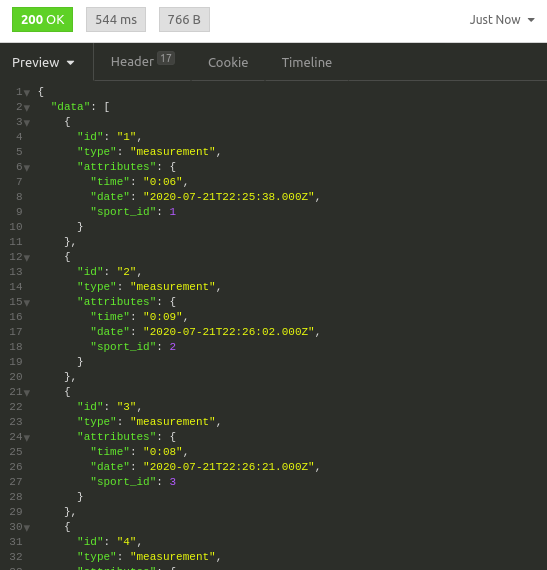 200 OK 544 ms 766 B Just Now
Preview Header 17 Cookie Timeline
1 {
2 "data": [
3 {
4 "id": "1",
5 "type": "measurement",
6 "attributes": {
7 "time": "0:06",
8 "date": "2020-07-21T22:25:38.000Z",
9 "sport_id": 1
10 }
11 },
12 {
13 "id": "2",
14 "type": "measurement",
15 "attributes": {
16 "time": "0:09",
17 "date": "2020-07-21T22:26:02.000Z",
18 "sport_id": 2
19 }
20 },
21 {
22 "id": "3",
23 "type": "measurement",
24 "attributes": {
25 "time": "0:08",
26 "date": "2020-07-21T22:26:21.000Z",
27 "sport_id": 3
28 }
29 },
30 {
31 "id": "4",
32 "type": "measurement",